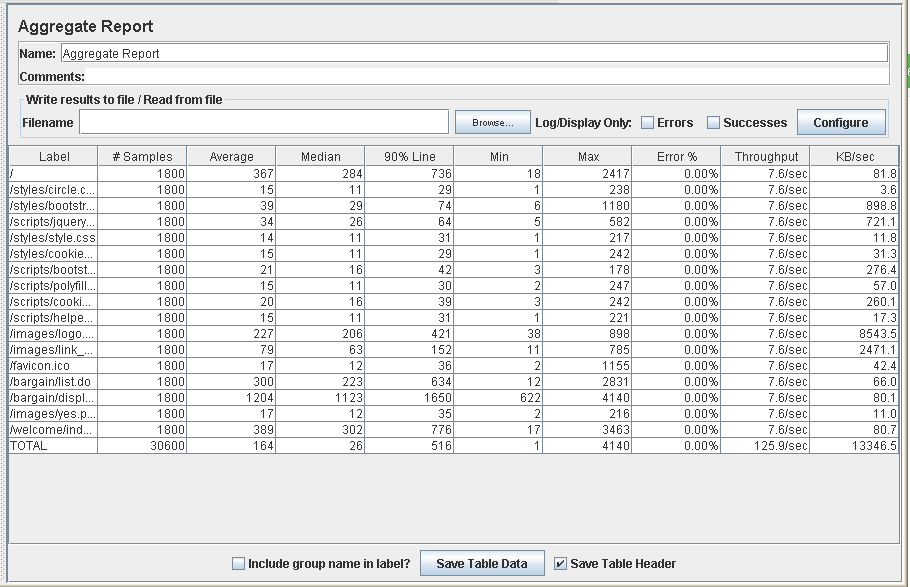 Aggregate Report
Name: Aggregate Report
Comments:
Write results to file / Read from file
Filename Browse... Log/Display Only: Errors Successes Configure
Label # Samples Average Median 90% Line Min Max Error % Throughput KB/sec
/ 1800 367 284 736 18 2417 0.00% 7.6/sec 81.8
/styles/circle.c... 1800 15 11 29 1 238 0.00% 7.6/sec 3.6
/styles/bootstr... 1800 39 29 74 6 1180 0.00% 7.6/sec 898.8
/scripts/jquery... 1800 34 26 64 5 582 0.00% 7.6/sec 721.1
/styles/style.css 1800 14 11 31 1 217 0.00% 7.6/sec 11.8
/styles/cookie... 1800 15 11 29 1 242 0.00% 7.6/sec 31.3
/scripts/bootst... 1800 21 16 42 3 178 0.00% 7.6/sec 276.4
/scripts/polyfill... 1800 15 11 30 2 247 0.00% 7.6/sec 57.0
/scripts/cooki... 1800 20 16 39 3 242 0.00% 7.6/sec 260.1
/scripts/helpe... 1800 15 11 31 1 221 0.00% 7.6/sec 17.3
/images/logo.... 1800 227 206 421 38 898 0.00% 7.6/sec 8543.5
/images/link_... 1800 79 63 152 11 785 0.00% 7.6/sec 2471.1
/favicon.ico 1800 17 12 36 2 1155 0.00% 7.6/sec 42.4
/bargain/list.do 1800 300 223 634 12 2831 0.00% 7.6/sec 66.0
/bargain/displ... 1800 1204 1123 1650 622 4140 0.00% 7.6/sec 80.1
/images/yes.p... 1800 17 12 35 2 216 0.00% 7.6/sec 11.0
/welcome/ind... 1800 389 302 776 17 3463 0.00% 7.6/sec 80.7
TOTAL 30600 164 26 516 1 4140 0.00% 125.9/sec 13346.5
Include group name in label? Save Table Data Save Table Header